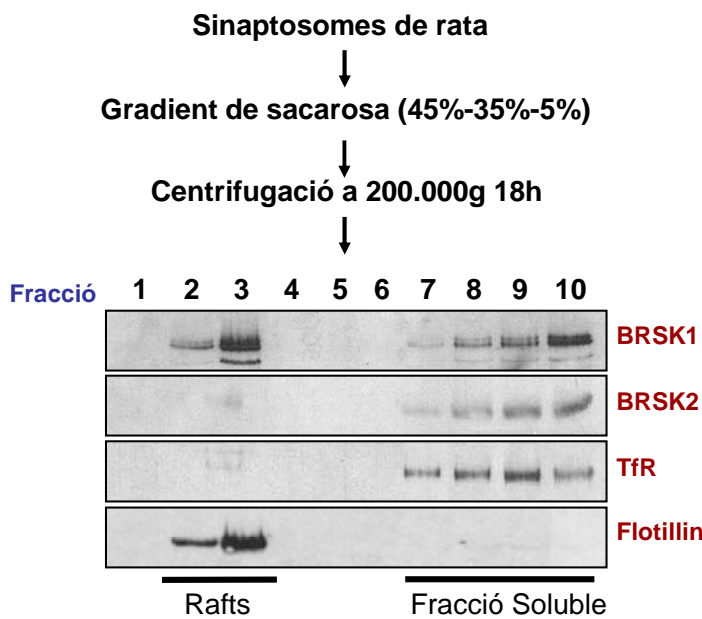 Sinaptosomes de rata
Gradient de sacarosa (45%-35%-5%)
Centrifugació a 200.000g 18h
Fracció 1 2 3 4 5 6 7 8 9 10
BRSK1
BRSK2
TfR
Flotillin
Rafts Fracció Soluble